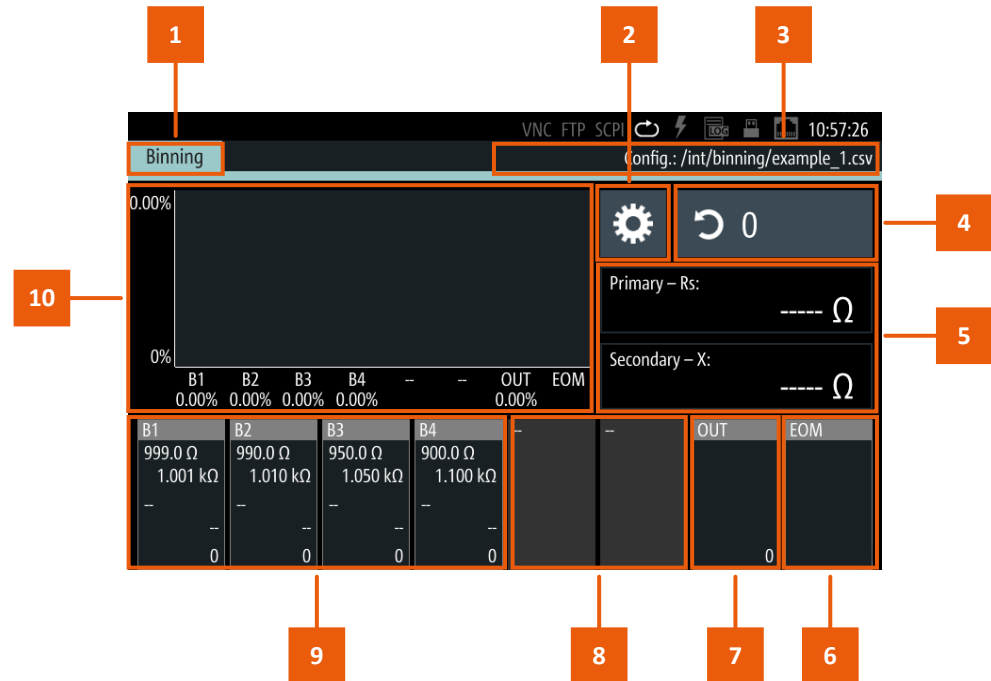 1
2
3
VNC FTP SCPI LOG 10:57:26
Binning
Config.: /int/binning/example_1.csv
0.00%
0
4
Primary – Rs:
----- Ω
10
5
0%
Secondary – X:
----- Ω
B1 B2 B3 B4 -- -- OUT EOM
0.00% 0.00% 0.00% 0.00% 0.00%
B1 B2 B3 B4 -- -- OUT EOM
999.0 Ω 990.0 Ω 950.0 Ω 900.0 Ω
1.001 kΩ 1.010 kΩ 1.050 kΩ 1.100 kΩ
-- -- -- --
-- -- -- --
0 0 0 0 0
9
8
7
6